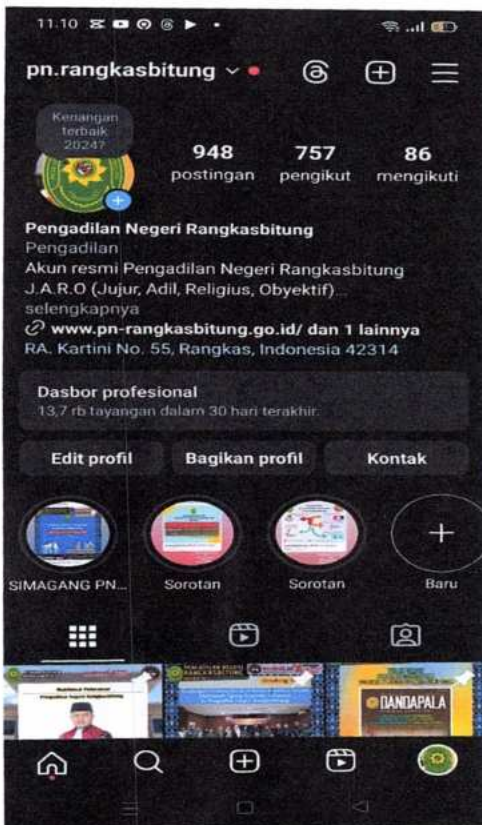 11.10
pn.rangkasbitung
Kenangan
terbaik
2024?
948 757 86
postingan pengikut mengikuti
Pengadilan Negeri Rangkasbitung
Pengadilan
Akun resmi Pengadilan Negeri Rangkasbitung
J.A.R.O (Jujur, Adil, Religius, Obyektif)...
selengkapnya
www.pn-rangkasbitung.go.id/ dan 1 lainnya
RA. Kartini No. 55, Rangkas, Indonesia 42314
Dasbor profesional
13,7 rb tayangan dalam 30 hari terakhir.
Edit profil Bagikan profil Kontak
SIMAGANG PN... Sorotan Sorotan Baru
PENGADILAN NEGERI
RANGKASBITUNG
DANDAPALA